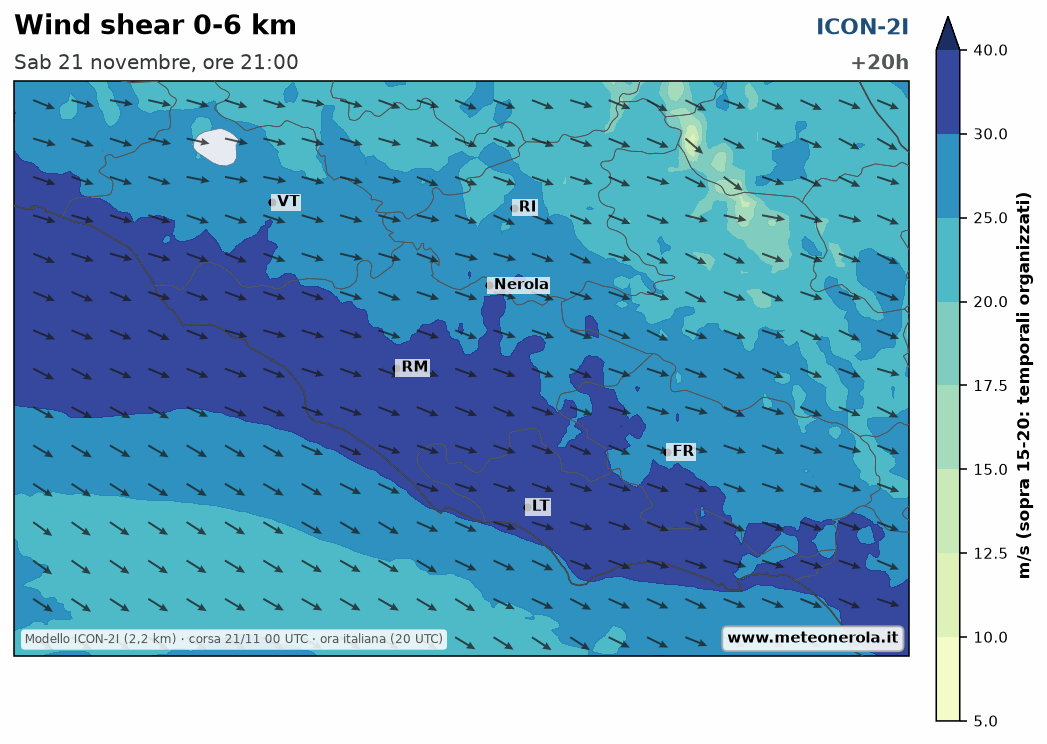 Wind shear 0-6 km
ICON-2I
Sab 21 novembre, ore 21:00
+20h
VT
RI
Nerola
RM
FR
LT
Modello ICON-2I (2,2 km) · corsa 21/11 00 UTC · ora italiana (20 UTC)
www.meteonerola.it
40.0
30.0
25.0
20.0
17.5
15.0
12.5
10.0
5.0
m/s (sopra 15-20: temporali organizzati)